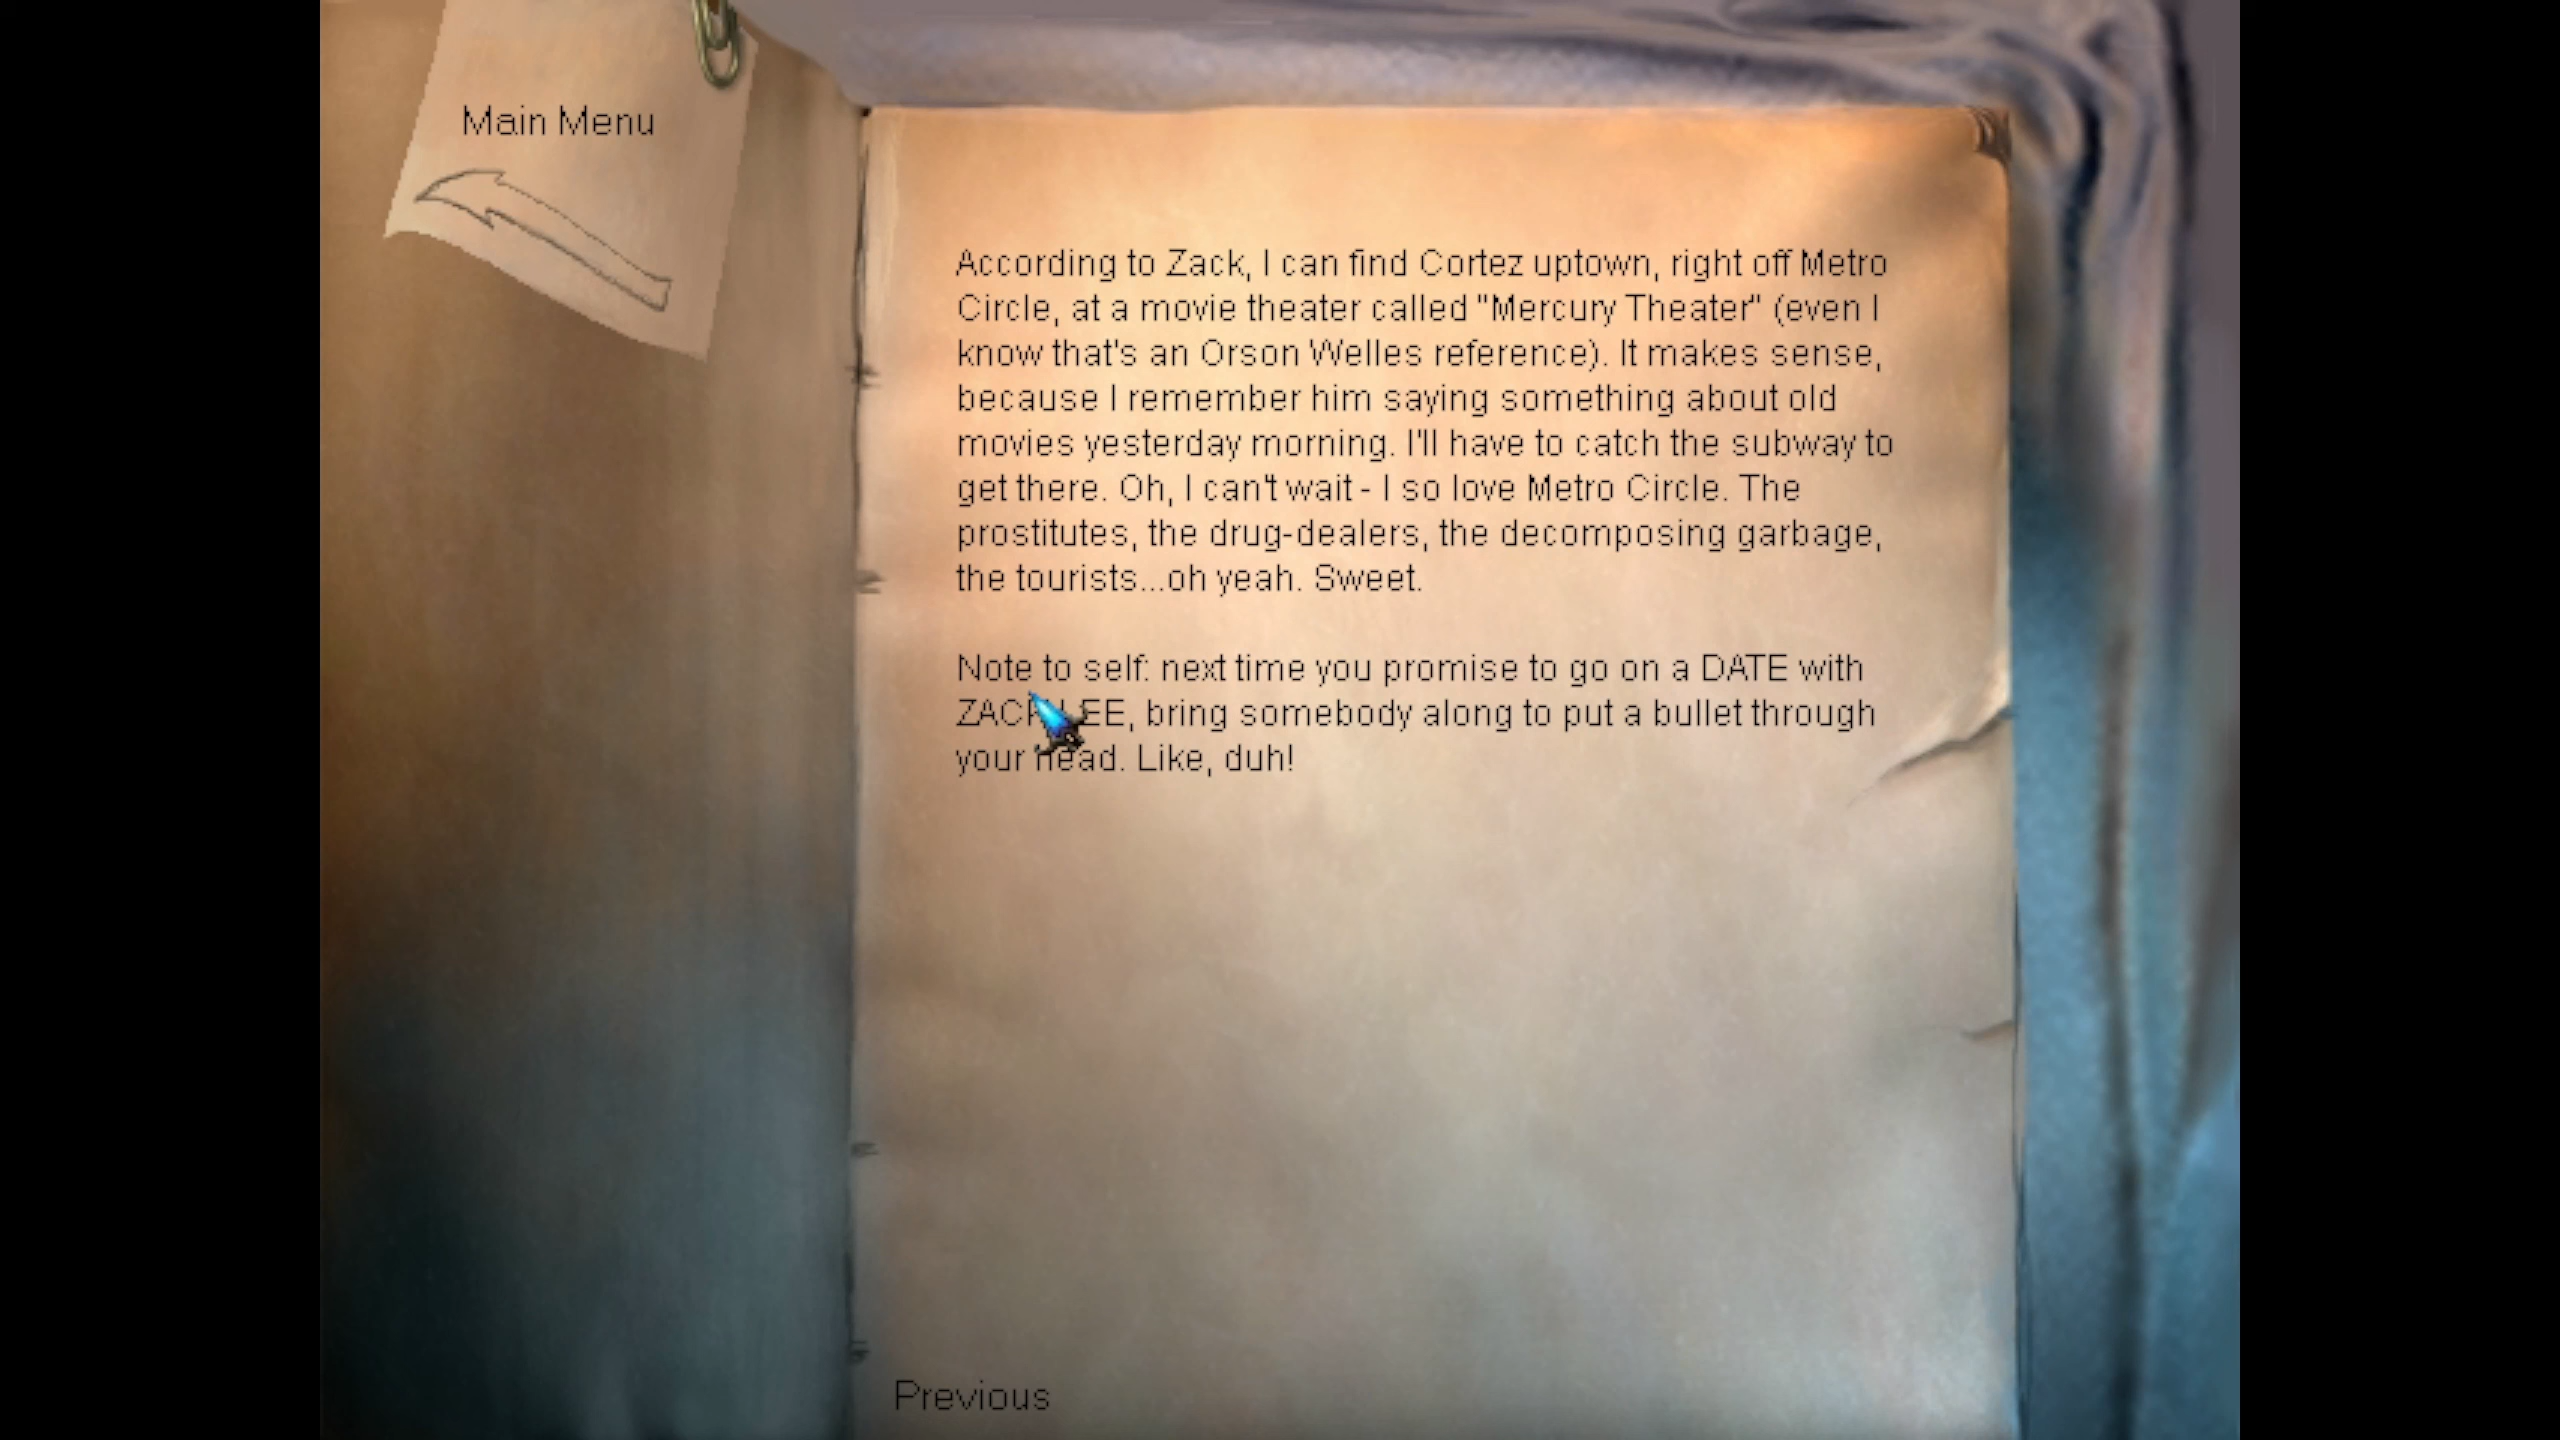 Main Menu
According to Zack, I can find Cortez uptown, right off Metro
Circle, at a movie theater called "Mercury Theater" (even I
know that's an Orson Welles reference). It makes sense,
because I remember him saying something about old
movies yesterday morning. I'll have to catch the subway to
get there. Oh, I can't wait - I so love Metro Circle. The
prostitutes, the drug-dealers, the decomposing garbage,
the tourists...oh yeah. Sweet.
Note to self: next time you promise to go on a DATE with
ZACK LEE, bring somebody along to put a bullet through
your head. Like, duh!
Previous